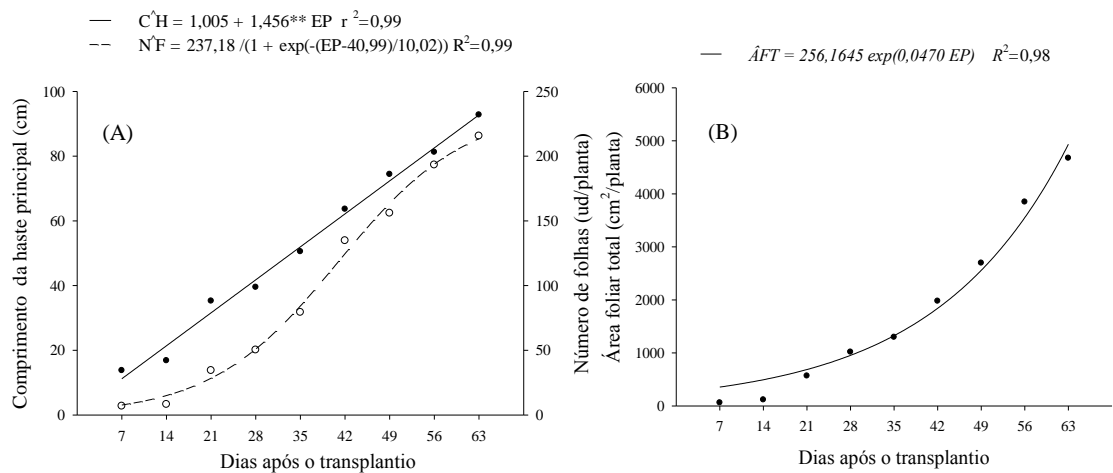 CˆH = 1,005 + 1,456** EP r ²=0,99
NˆF = 237,18 /(1 + exp(-(EP-40,99)/10,02)) R²=0,99
(A)
Comprimento da haste principal (cm)
100
80
60
40
20
0
250
200
150
100
50
0
Número de folhas (ud/planta)
7 14 21 28 35 42 49 56 63
Dias após o transplantio
ÂFT = 256,1645 exp(0,0470 EP) R²=0,98
(B)
Área foliar total (cm²/planta)
6000
5000
4000
3000
2000
1000
0
7 14 21 28 35 42 49 56 63
Dias após o transplantio